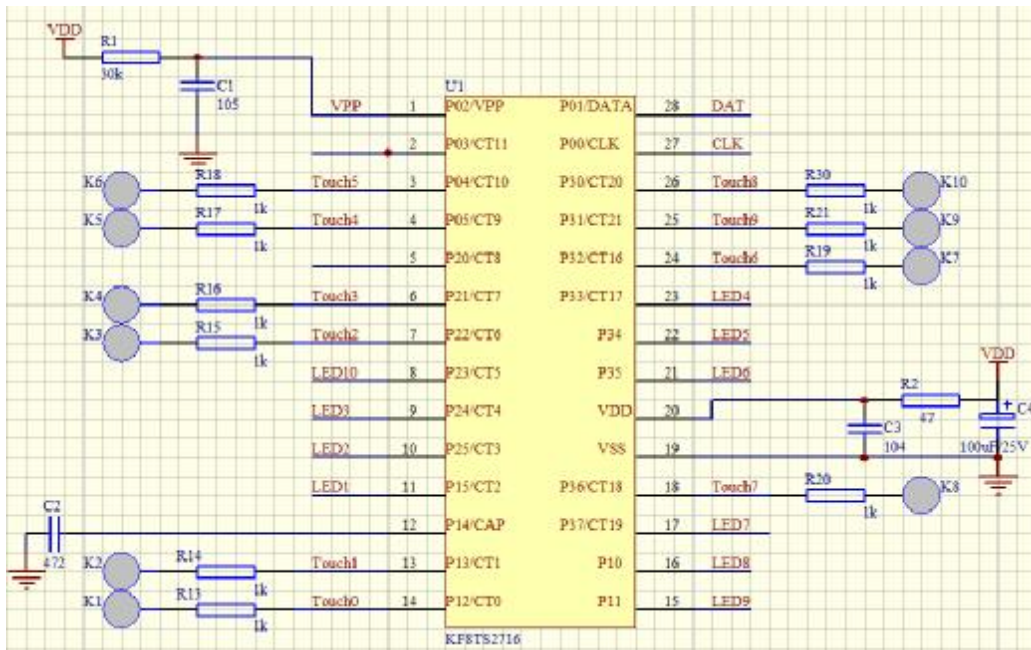 VDD
R1
30k
C1
105
U1
VPP 1 P02/VPP P01/DATA 28 DAT
2 P03/CT11 P00/CLK 27 CLK
K6 R18 1k Touch5 3 P04/CT10 P30/CT20 26 Touch8 R30 1k K10
K5 R17 1k Touch4 4 P05/CT9 P31/CT21 25 Touch9 R21 1k K9
5 P20/CT8 P32/CT16 24 Touch6 R19 1k K7
K4 R16 1k Touch3 6 P21/CT7 P33/CT17 23 LED4
K3 R15 1k Touch2 7 P22/CT6 P34 22 LED5
LED10 8 P23/CT5 P35 21 LED6
LED3 9 P24/CT4 VDD 20
R2
47
VDD
C3
104
C4
100uF/25V
LED2 10 P25/CT3 VSS 19
LED1 11 P15/CT2 P36/CT18 18 Touch7 R20 1k K8
C2
472
12 P14/CAP P37/CT19 17 LED7
K2 R14 1k Touch1 13 P13/CT1 P10 16 LED8
K1 R13 1k Touch0 14 P12/CT0 P11 15 LED9
KF8TS2716